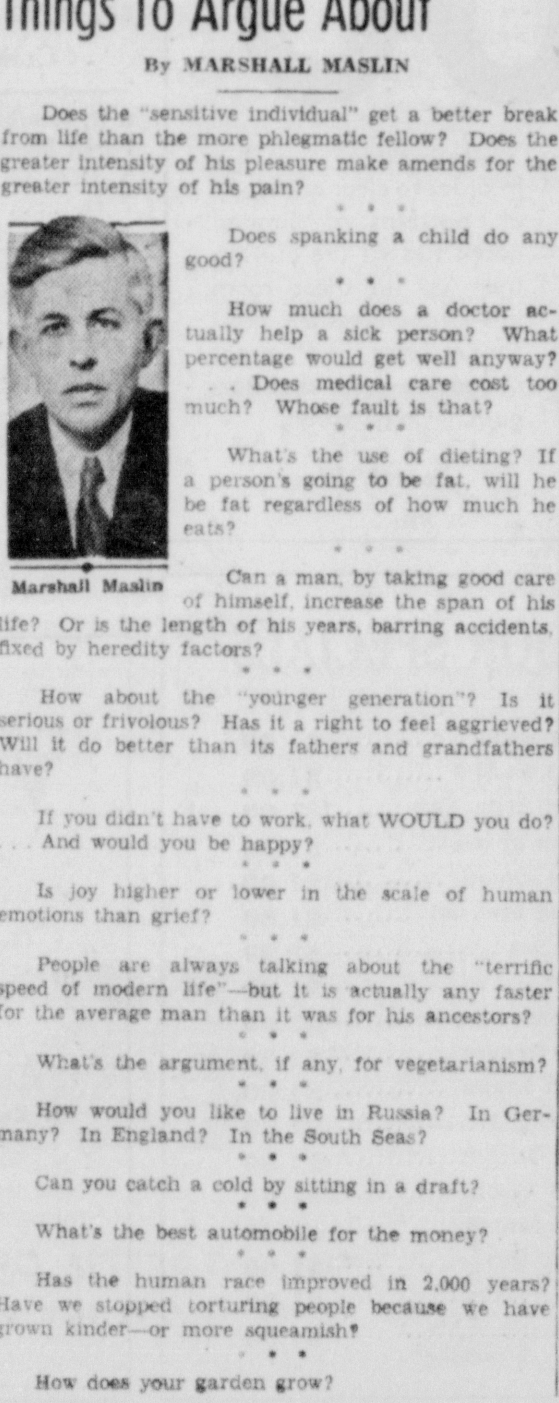 Things To Argue About
By MARSHALL MASLIN
Does the "sensitive individual" get a better break
from life than the more phlegmatic fellow? Does the
greater intensity of his pleasure make amends for the
greater intensity of his pain?
* * *
Does spanking a child do any
good?
* * *
How much does a doctor ac-
tually help a sick person? What
percentage would get well anyway?
. . . Does medical care cost too
much? Whose fault is that?
* * *
What's the use of dieting? If
a person's going to be fat, will he
be fat regardless of how much he
eats?
* * *
Marshall Maslin
Can a man, by taking good care
of himself, increase the span of his
life? Or is the length of his years, barring accidents,
fixed by heredity factors?
* * *
How about the "younger generation"? Is it
serious or frivolous? Has it a right to feel aggrieved?
Will it do better than its fathers and grandfathers
have?
* * *
If you didn't have to work, what WOULD you do?
. . . And would you be happy?
* * *
Is joy higher or lower in the scale of human
emotions than grief?
* * *
People are always talking about the "terrific
speed of modern life"—but it is actually any faster
for the average man than it was for his ancestors?
* * *
What's the argument, if any, for vegetarianism?
* * *
How would you like to live in Russia? In Ger-
many? In England? In the South Seas?
* * *
Can you catch a cold by sitting in a draft?
* * *
What's the best automobile for the money?
* * *
Has the human race improved in 2,000 years?
Have we stopped torturing people because we have
grown kinder—or more squeamish?
* * *
How does your garden grow?